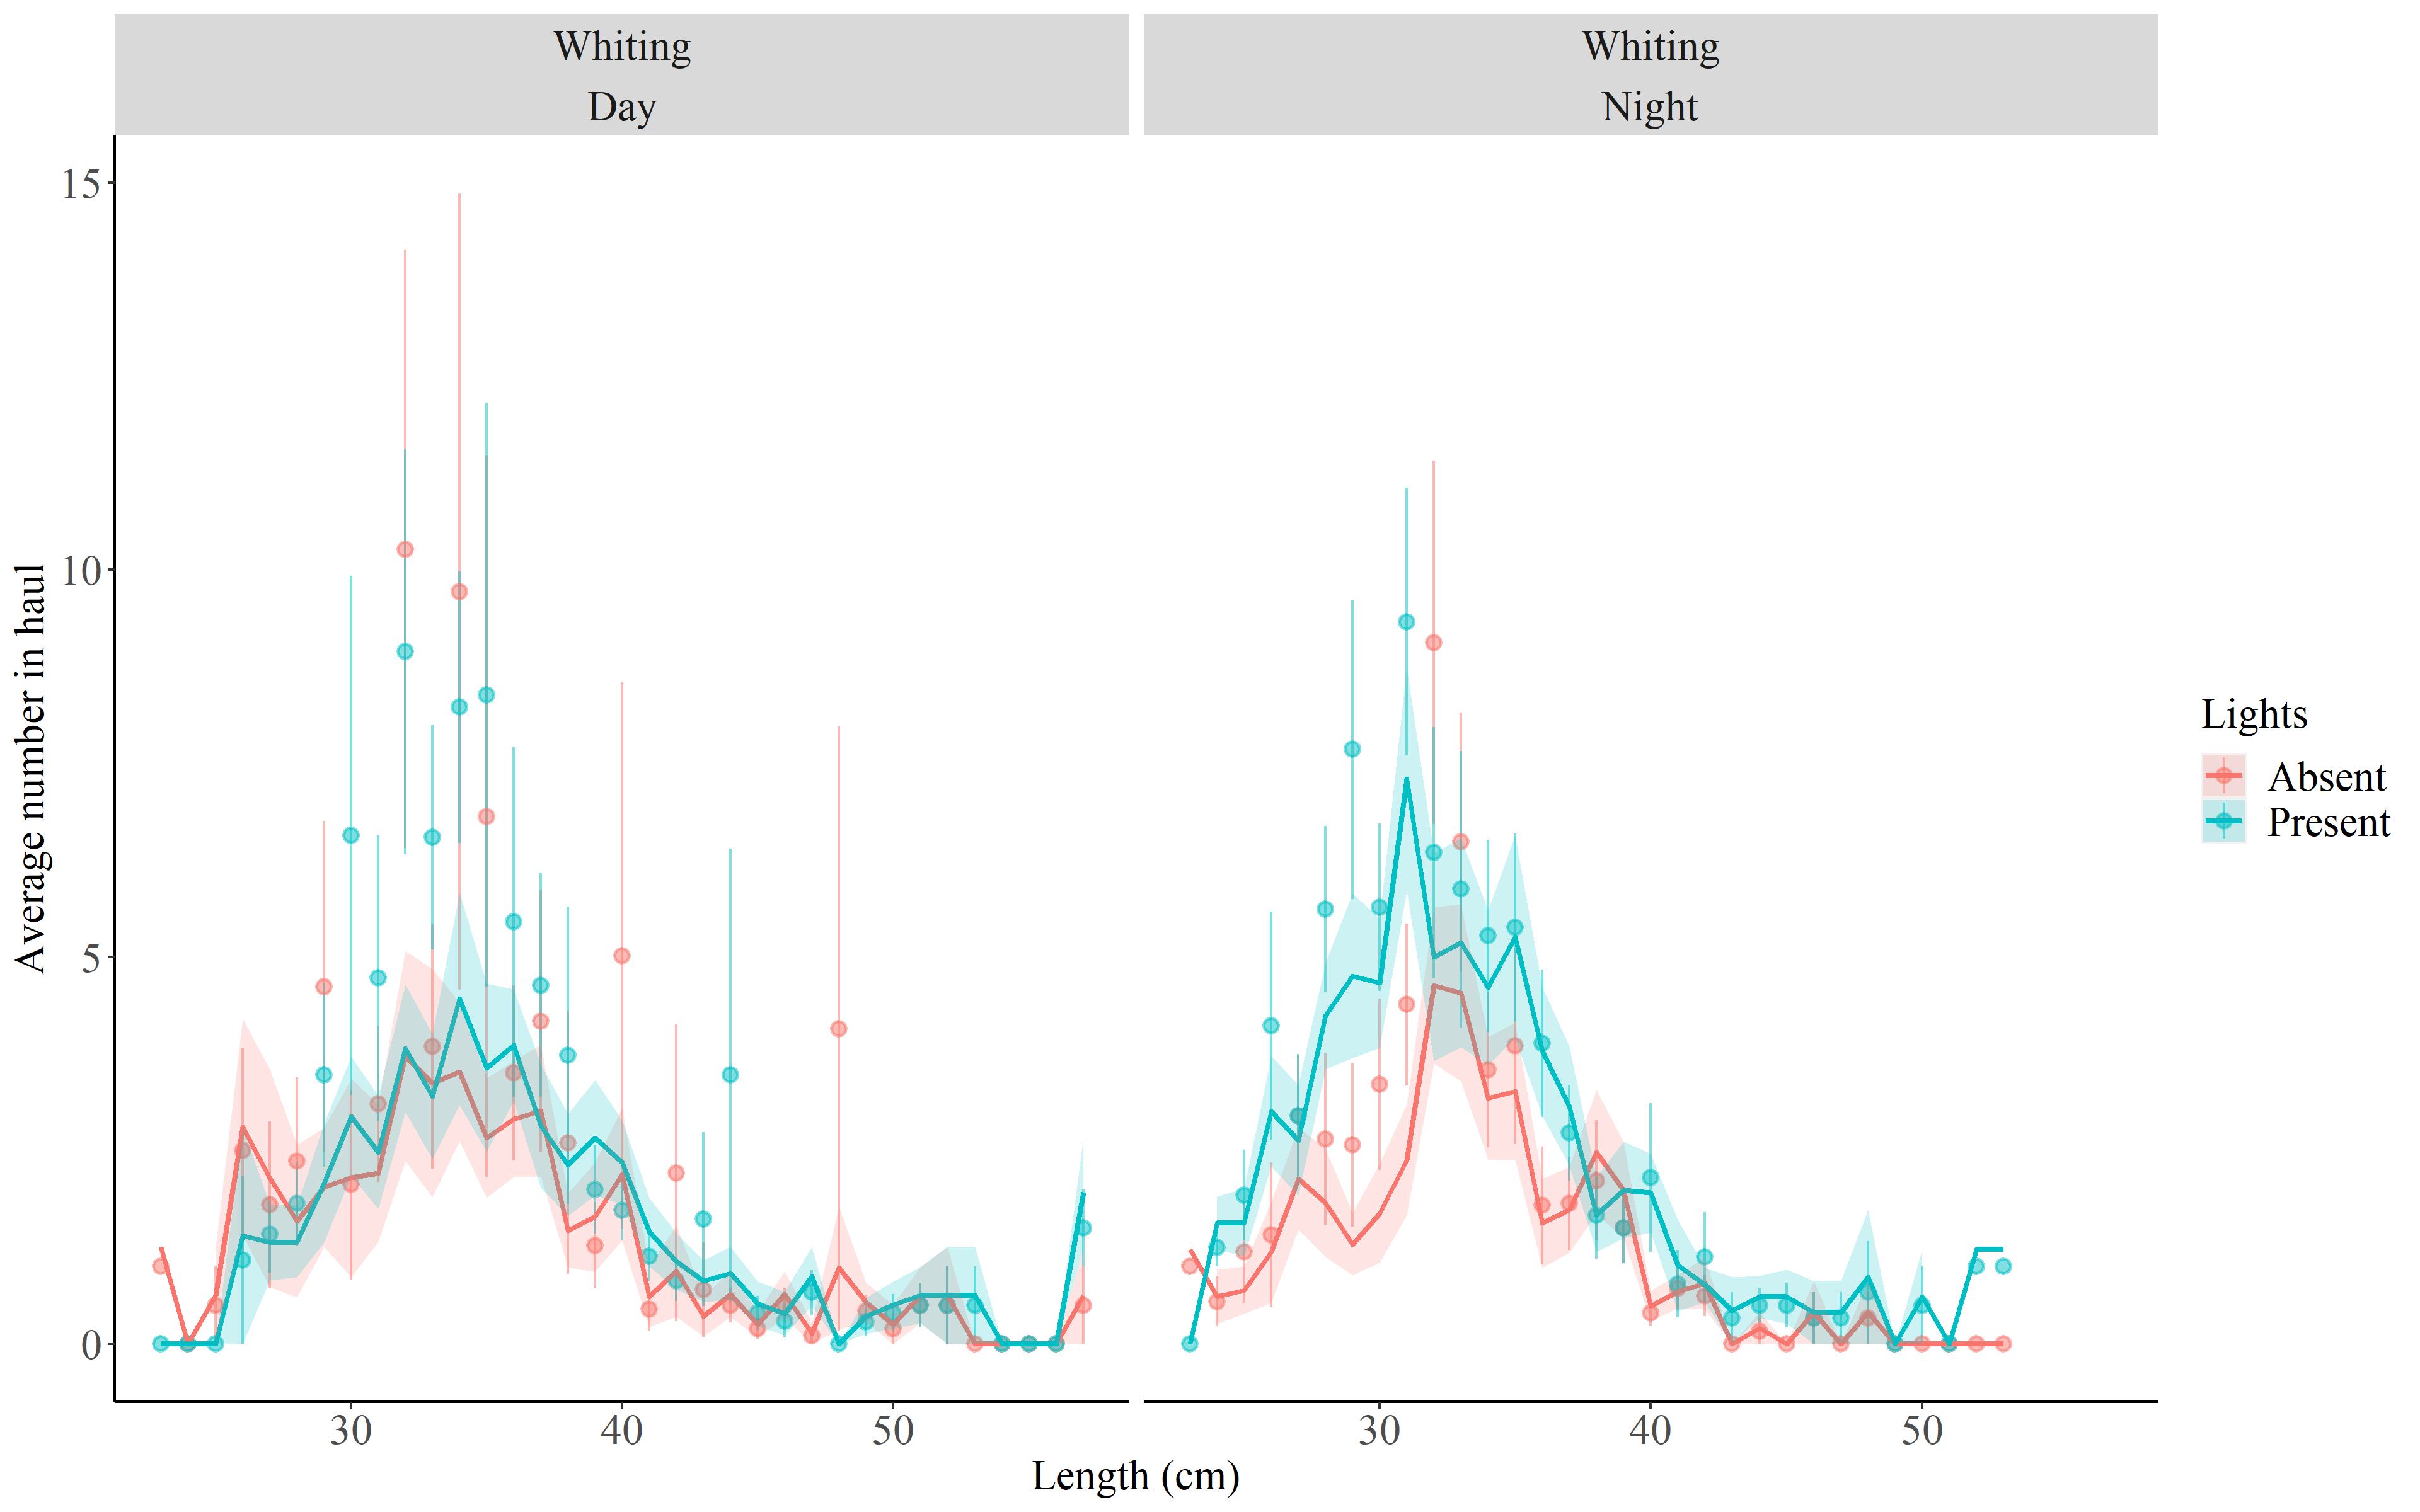 Whiting
Day
Whiting
Night
Average number in haul
15
10
5
0
30
40
50
30
40
50
Length (cm)
Lights
Absent
Present